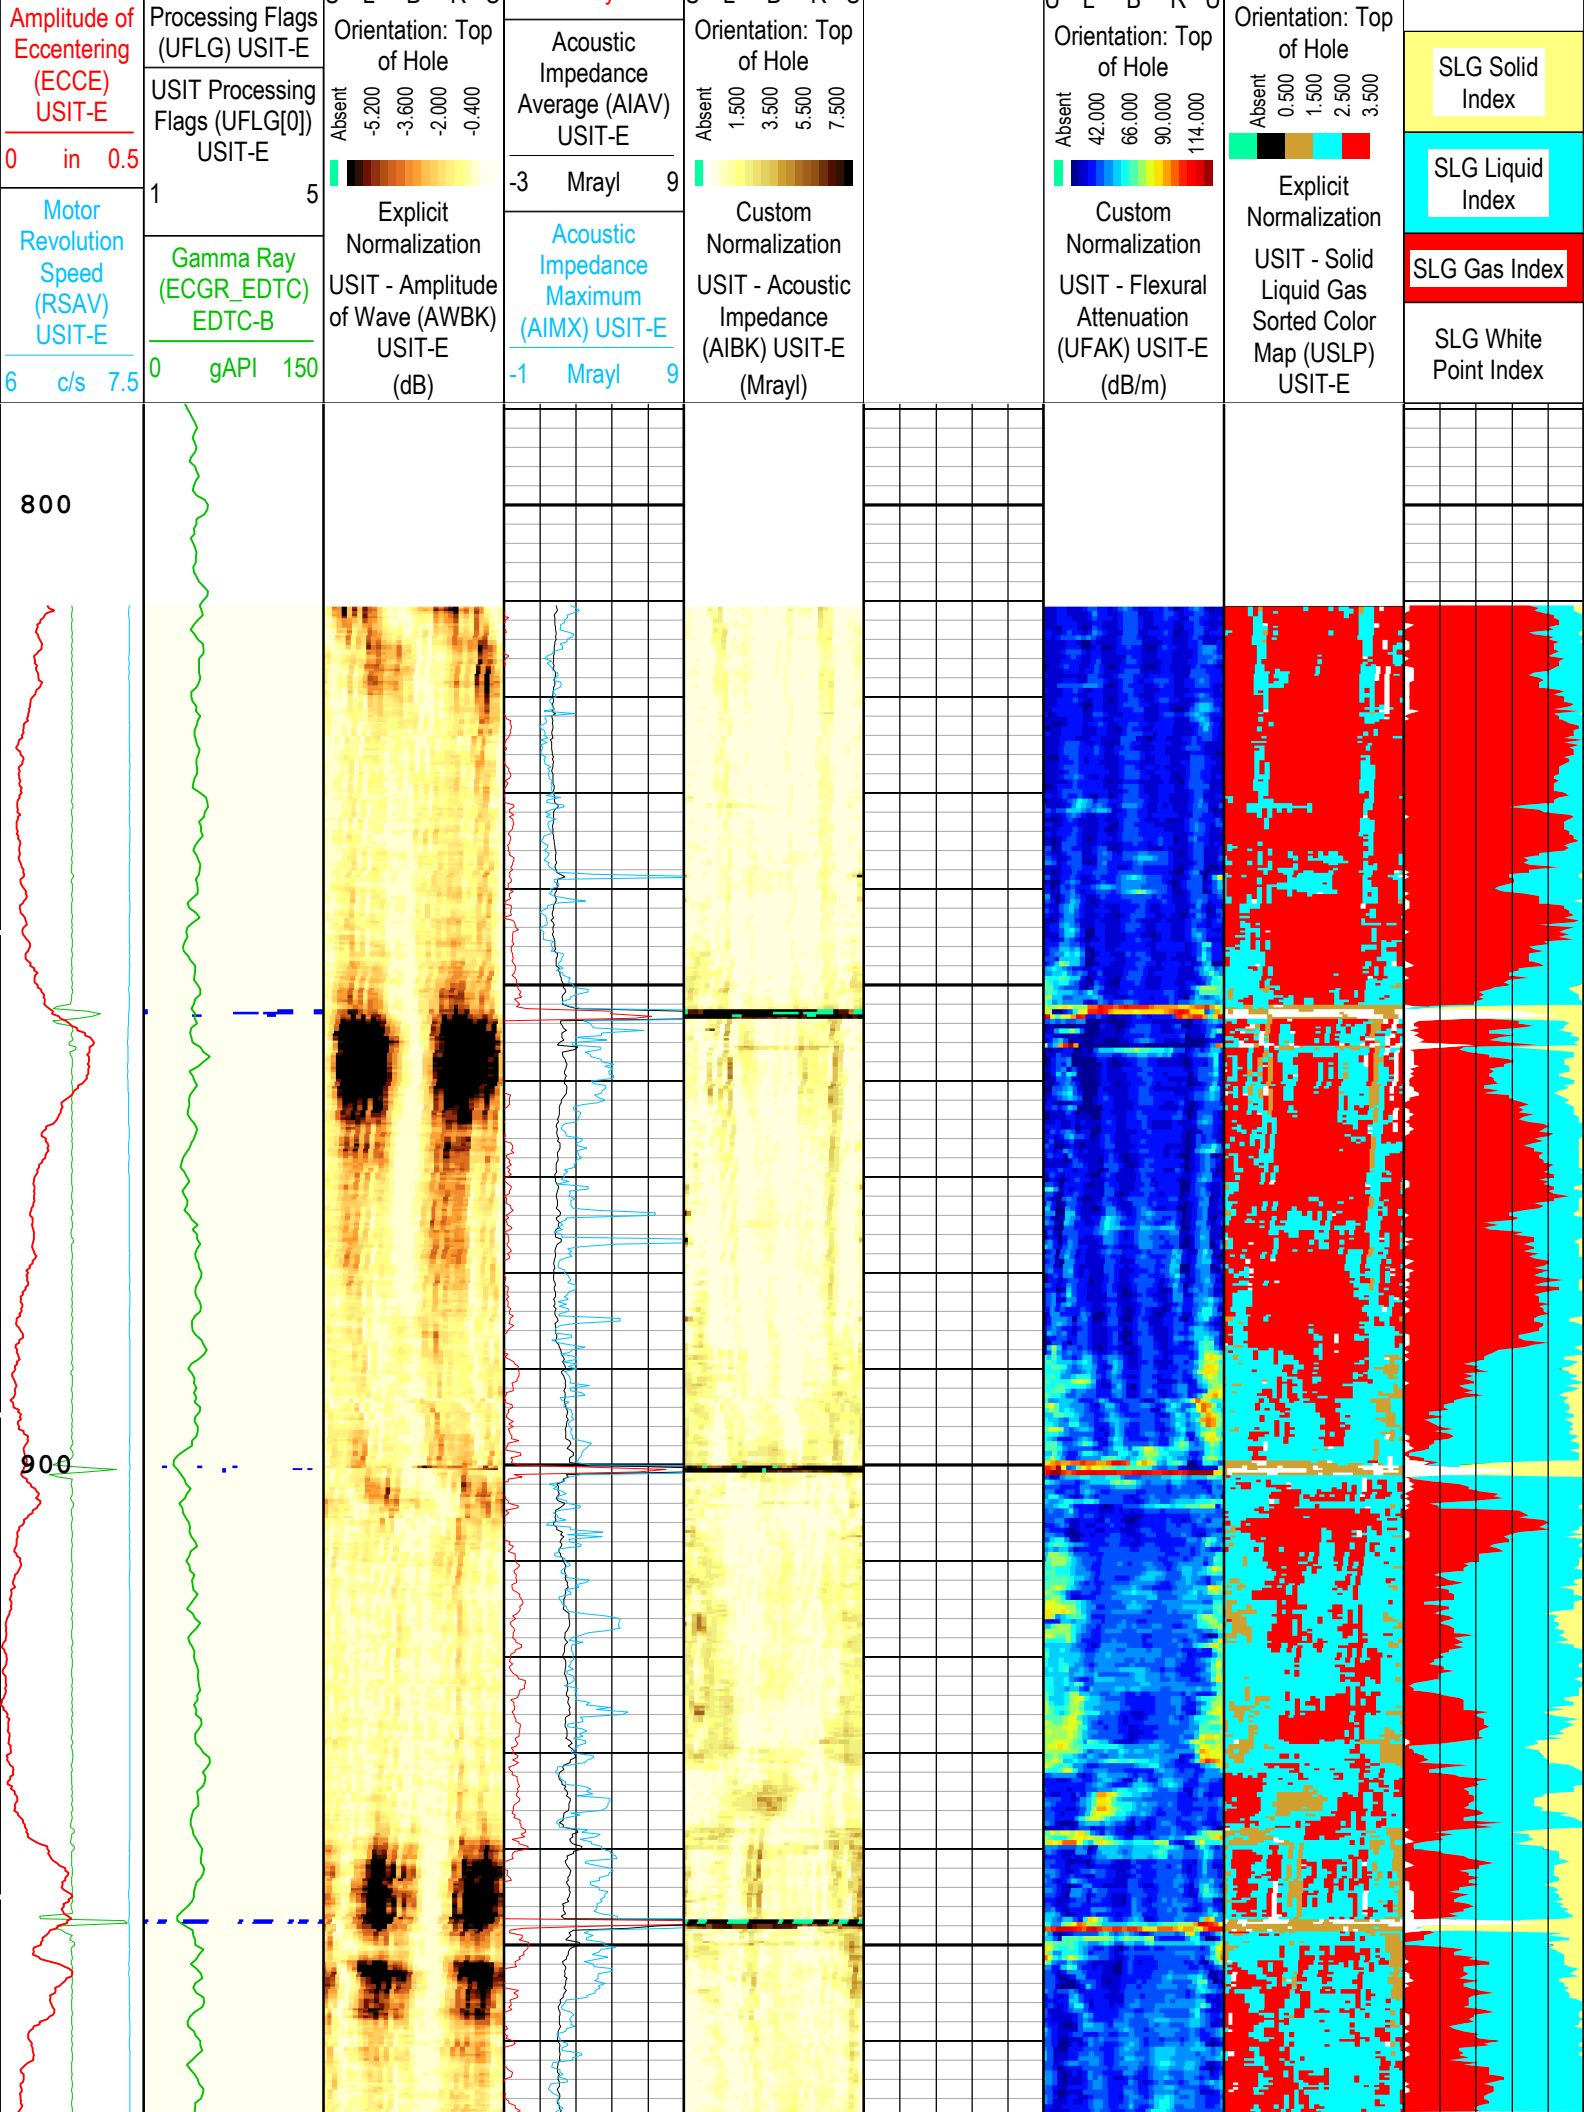 Amplitude of
Eccentering
(ECCE)
USIT-E
0 in 0.5
Motor
Revolution
Speed
(RSAV)
USIT-E
6 c/s 7.5
Processing Flags
(UFLG) USIT-E
USIT Processing
Flags (UFLG[0])
USIT-E
1 5
Gamma Ray
(ECGR_EDTC)
EDTC-B
0 gAPI 150
Orientation: Top
of Hole
Absent
-5.200
-3.600
-2.000
-0.400
Explicit
Normalization
USIT - Amplitude
of Wave (AWBK)
USIT-E
(dB)
Acoustic
Impedance
Average (AIAV)
USIT-E
-3 Mrayl 9
Acoustic
Impedance
Maximum
(AIMX) USIT-E
-1 Mrayl 9
Orientation: Top
of Hole
Absent
1.500
3.500
5.500
7.500
Custom
Normalization
USIT - Acoustic
Impedance
(AIBK) USIT-E
(Mrayl)
Orientation: Top
of Hole
Absent
42.000
66.000
90.000
114.000
Custom
Normalization
USIT - Flexural
Attenuation
(UFAK) USIT-E
(dB/m)
Orientation: Top
of Hole
Absent
0.500
1.500
2.500
3.500
Explicit
Normalization
USIT - Solid
Liquid Gas
Sorted Color
Map (USLP)
USIT-E
SLG Solid
Index
SLG Liquid
Index
SLG Gas Index
SLG White
Point Index
800
900